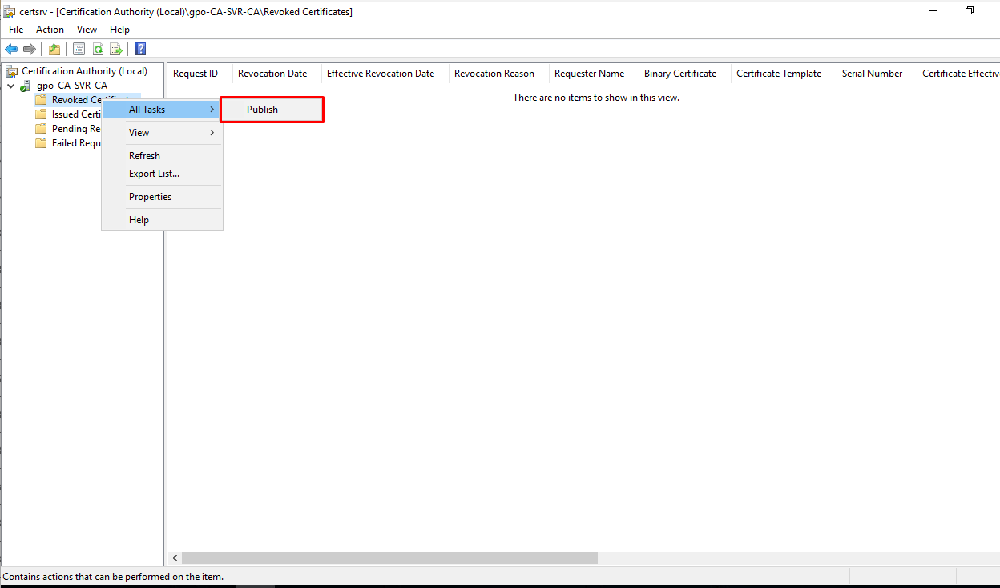 certsrv - [Certification Authority (Local)\gpo-CA-SVR-CA\Revoked Certificates]
File Action View Help
Certification Authority (Local)
gpo-CA-SVR-CA
Revoked
Issued Certi
Pending Re
Failed Requ
All Tasks
View
Refresh
Export List...
Properties
Help
Publish
Request ID Revocation Date Effective Revocation Date Revocation Reason Requester Name Binary Certificate Certificate Template Serial Number Certificate Effectiv
There are no items to show in this view.
Contains actions that can be performed on the item.